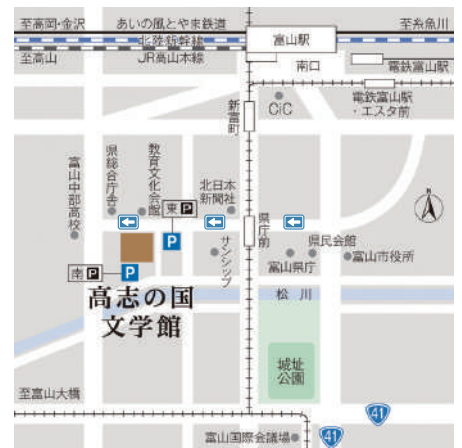 至高岡・金沢
あいの風とやま鉄道
北陸新幹線
富山駅
至糸魚川
至高山
JR高山本線
南口
電鉄富山駅
電鉄富山駅
・エスタ前
CiC
新富町
富山中部高校
県総合庁舎
教育文化会館
東P
北日本
新聞社
県庁前
N
P
サンシップ
県民会館
富山県庁
富山市役所
南P
P
高志の国
文学館
松川
城址
公園
至富山大橋
41
富山国際会議場
41